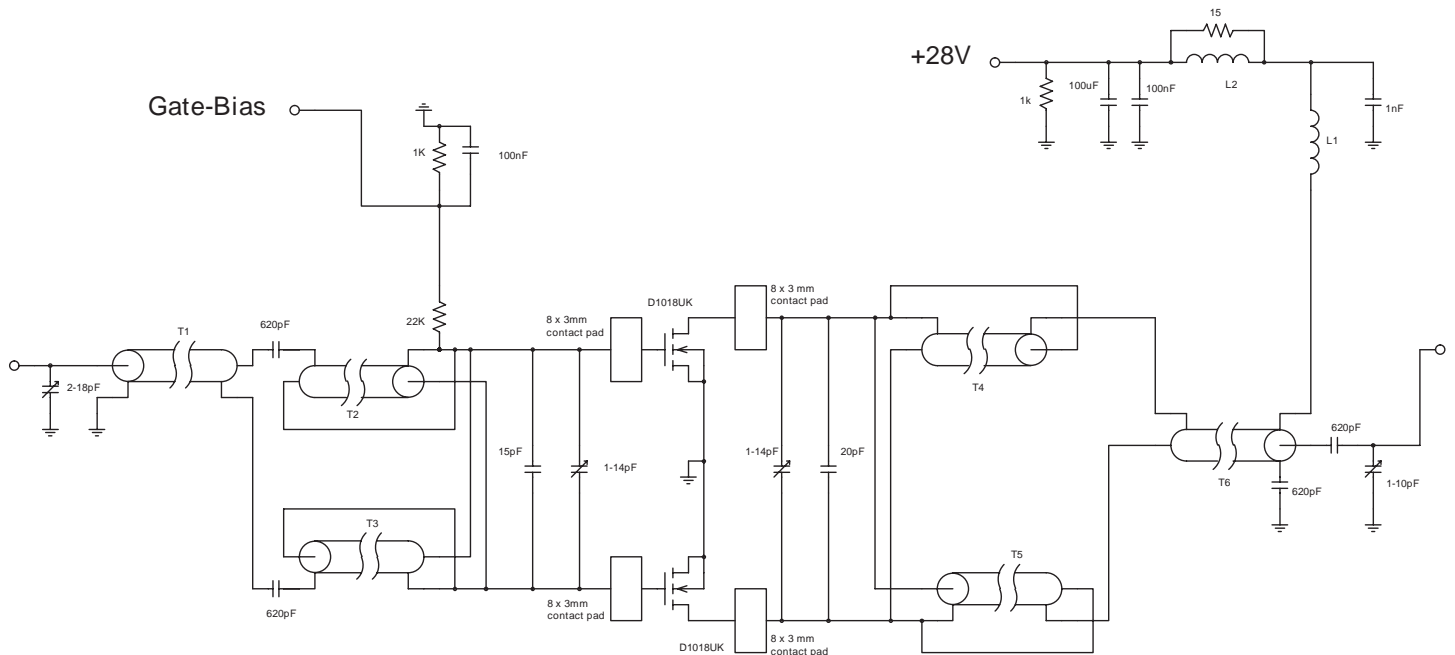 15
+28V
100uF
100nF
1k
L2
1nF
L1
Gate-Bias
1K
100nF
8 x 3 mm
contact pad
D1018UK
8 x 3mm
contact pad
22K
620pF
T1
2-18pF
T2
T4
15pF
1-14pF
1-14pF
20pF
620pF
T6
620pF
1-10pF
T3
T5
620pF
8 x 3mm
contact pad
D1018UK
8 x 3 mm
contact pad